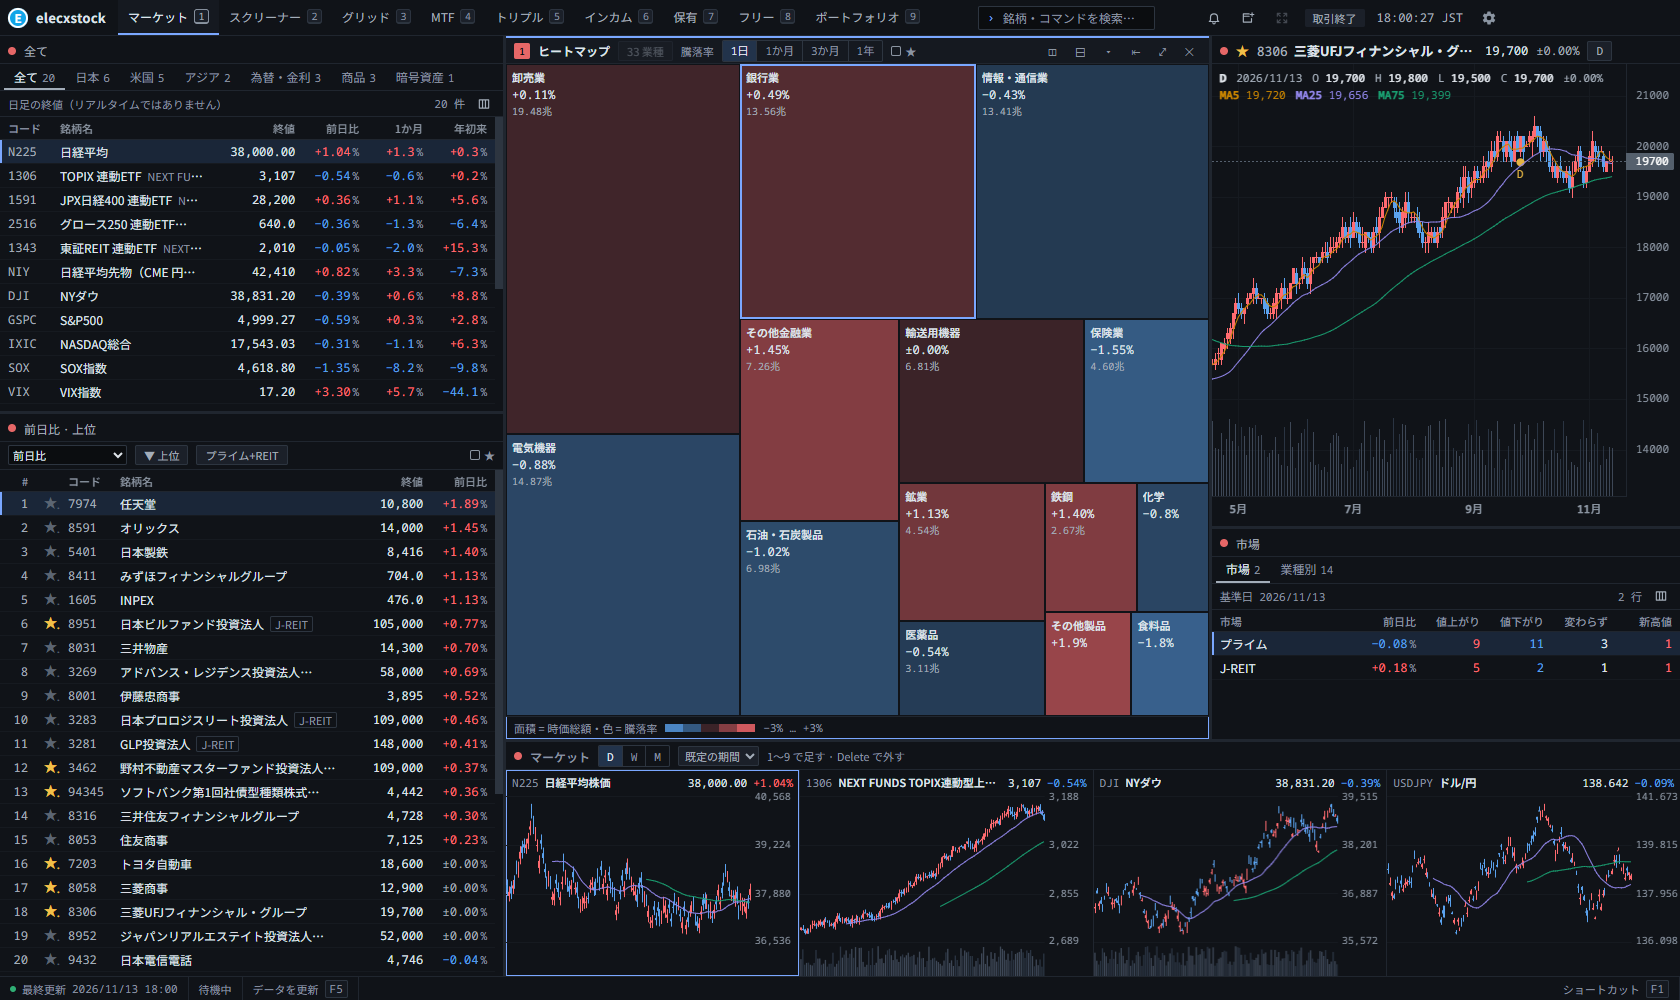 elecxstock マーケット 1 スクリーナー 2 グリッド 3 MTF 4 トリプル 5 インカム 6 保有 7 フリー 8 ポートフォリオ 9 › 銘柄・コマンドを検索… 取引終了 18:00:27 JST
全て
全て 20 日本 6 米国 5 アジア 2 為替・金利 3 商品 3 暗号資産 1
日足の終値（リアルタイムではありません） 20 件
コード 銘柄名 終値 前日比 1か月 年初来
N225 日経平均 38,000.00 +1.04% +1.3% +0.3%
1306 TOPIX 連動ETF NEXT FU… 3,107 −0.54% −0.6% +0.2%
1591 JPX日経400 連動ETF N… 28,200 +0.36% +1.1% +5.6%
2516 グロース250 連動ETF… 640.0 −0.36% −1.3% −6.4%
1343 東証REIT 連動ETF NEXT… 2,010 −0.05% −2.0% +15.3%
NIY 日経平均先物（CME 円… 42,410 +0.82% +3.3% −7.3%
DJI NYダウ 38,831.20 −0.39% +0.6% +8.8%
GSPC S&P500 4,999.27 −0.59% +0.3% +2.8%
IXIC NASDAQ総合 17,543.03 −0.31% −1.1% +6.3%
SOX SOX指数 4,618.80 −1.35% −8.2% −9.8%
VIX VIX指数 17.20 +3.30% +5.7% −44.1%
前日比・上位
前日比 ▼上位 プライム+REIT ★
# コード 銘柄名 終値 前日比
1 ★ 7974 任天堂 10,800 +1.89%
2 ★ 8591 オリックス 14,000 +1.45%
3 ★ 5401 日本製鉄 8,416 +1.40%
4 ★ 8411 みずほフィナンシャルグループ 704.0 +1.13%
5 ★ 1605 INPEX 476.0 +1.13%
6 ★ 8951 日本ビルファンド投資法人 J-REIT 105,000 +0.77%
7 ★ 8031 三井物産 14,300 +0.70%
8 ★ 3269 アドバンス・レジデンス投資法人… 58,000 +0.69%
9 ★ 8001 伊藤忠商事 3,895 +0.52%
10 ★ 3283 日本プロロジスリート投資法人 J-REIT 109,000 +0.46%
11 ★ 3281 GLP投資法人 J-REIT 148,000 +0.41%
12 ★ 3462 野村不動産マスターファンド投資法人… 109,000 +0.37%
13 ★ 94345 ソフトバンク第1回社債型種類株式… 4,442 +0.36%
14 ★ 8316 三井住友フィナンシャルグループ 4,728 +0.30%
15 ★ 8053 住友商事 7,125 +0.23%
16 ★ 7203 トヨタ自動車 18,600 ±0.00%
17 ★ 8058 三菱商事 12,900 ±0.00%
18 ★ 8306 三菱UFJフィナンシャル・グループ 19,700 ±0.00%
19 ★ 8952 ジャパンリアルエステイト投資法人… 52,000 ±0.00%
20 ★ 9432 日本電信電話 4,746 −0.04%
1 ヒートマップ 33 業種 騰落率 1日 1か月 3か月 1年 ★
卸売業
+0.11%
19.48兆
銀行業
+0.49%
13.56兆
情報・通信業
−0.43%
13.41兆
その他金融業
+1.45%
7.26兆
輸送用機器
±0.00%
6.81兆
保険業
−1.55%
4.60兆
電気機器
−0.88%
14.87兆
石油・石炭製品
−1.02%
6.98兆
鉱業
+1.13%
4.54兆
鉄鋼
+1.40%
2.67兆
化学
−0.8%
医薬品
−0.54%
3.11兆
その他製品
+1.9%
食料品
−1.8%
面積＝時価総額・色＝騰落率 −3% … +3%
マーケット D W M 既定の期間 1〜9 で足す · Delete で外す
N225 日経平均株価 38,000.00 +1.04%
40,568
39,224
37,880
36,536
1306 NEXT FUNDS TOPIX連動型上… 3,107 −0.54%
3,188
3,022
2,855
2,689
DJI NYダウ 38,831.20 −0.39%
39,515
38,201
36,887
35,572
USDJPY ドル/円 138.642 −0.09%
141.673
139.815
137.956
136.098
★ 8306 三菱UFJフィナンシャル・グ… 19,700 ±0.00% D
D 2026/11/13 O 19,700 H 19,800 L 19,500 C 19,700 ±0.00%
MA5 19,720 MA25 19,656 MA75 19,399
21000
20000
19700
19000
18000
17000
16000
15000
14000
D
5月 7月 9月 11月
市場
市場 2 業種別 14
基準日 2026/11/13 2 行
市場 前日比 値上がり 値下がり 変わらず 新高値
プライム −0.08% 9 11 3 1
J-REIT +0.18% 5 2 1 1
最終更新 2026/11/13 18:00 待機中 データを更新 F5 ショートカット F1